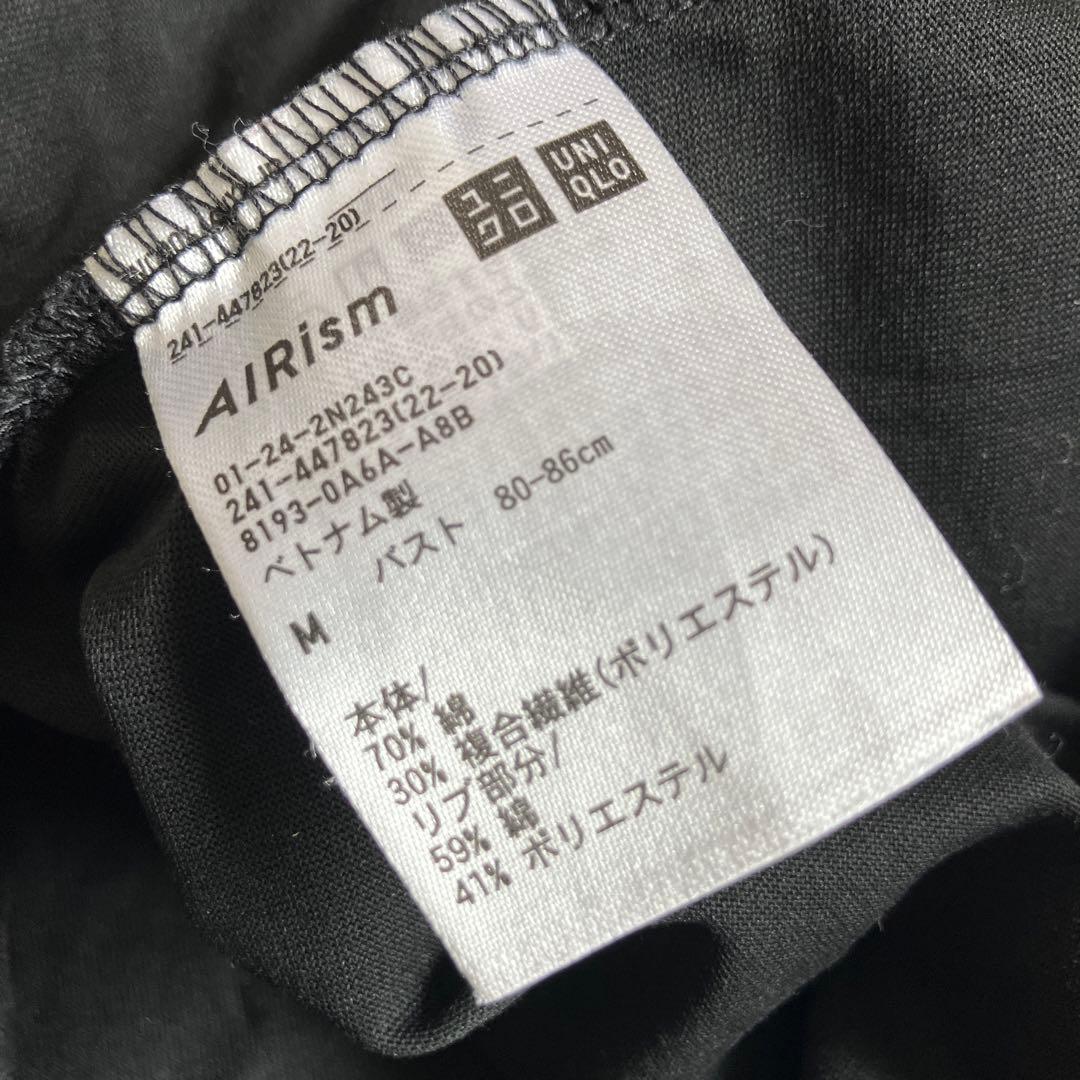 ユニクロ
UNIQLO
241-447823(22-20)
AIRism
01-24-2N243C
241-447823(22-20)
8193-0A6A-A8B
ベトナム製
バスト 80-86cm
M
本体/
70% 綿
30% 複合繊維(ポリエステル)
リブ部分/
59% 綿
41% ポリエステル